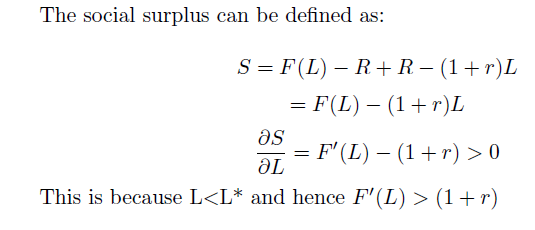 The social surplus can be defined as:
S = F(L) − R + R − (1 + r)L
= F(L) − (1 + r)L
∂S/∂L = F′(L) − (1 + r) > 0
This is because L<L* and hence F′(L) > (1 + r)